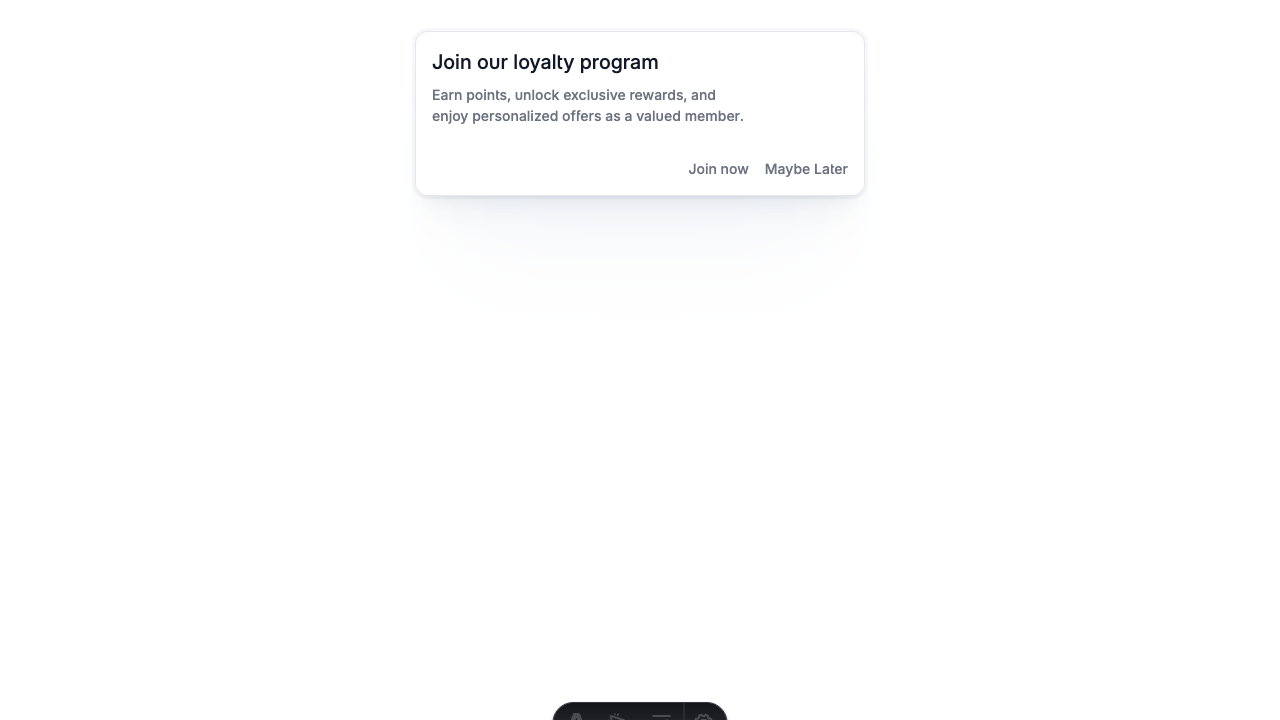 Join our loyalty program
Earn points, unlock exclusive rewards, and
enjoy personalized offers as a valued member.
Join now Maybe Later